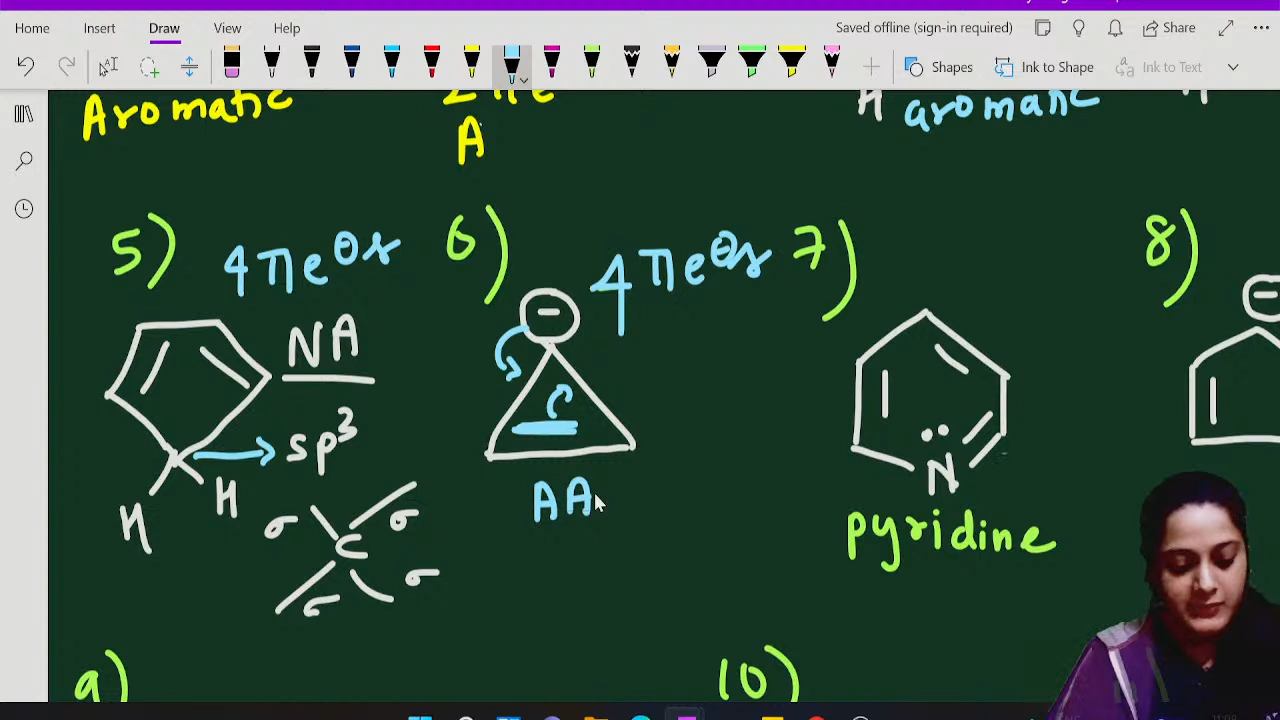 Home Insert Draw View Help Saved offline (sign-in required) Share
Shapes Ink to Shape Ink to Text
Aromatic
A
H aromatic
5) 4πe⊖s
NA
sp³
H H
σ σ
C
σ σ
6) 4πe⊖s
⊖
AA
7)
N
pyridine
8)
⊖
9)
10)